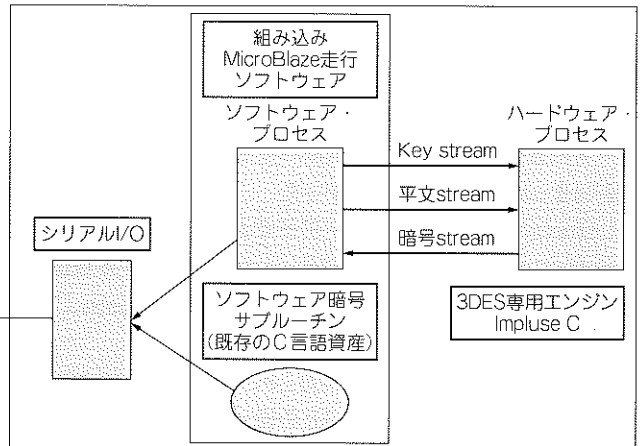 組み込み
MicroBlaze走行
ソフトウェア
ソフトウェア・
プロセス
ハードウェア・
プロセス
Key stream
平文stream
暗号stream
シリアルI/O
ソフトウェア暗号
サブルーチン
(既存のC言語資産)
3DES専用エンジン
Impluse C